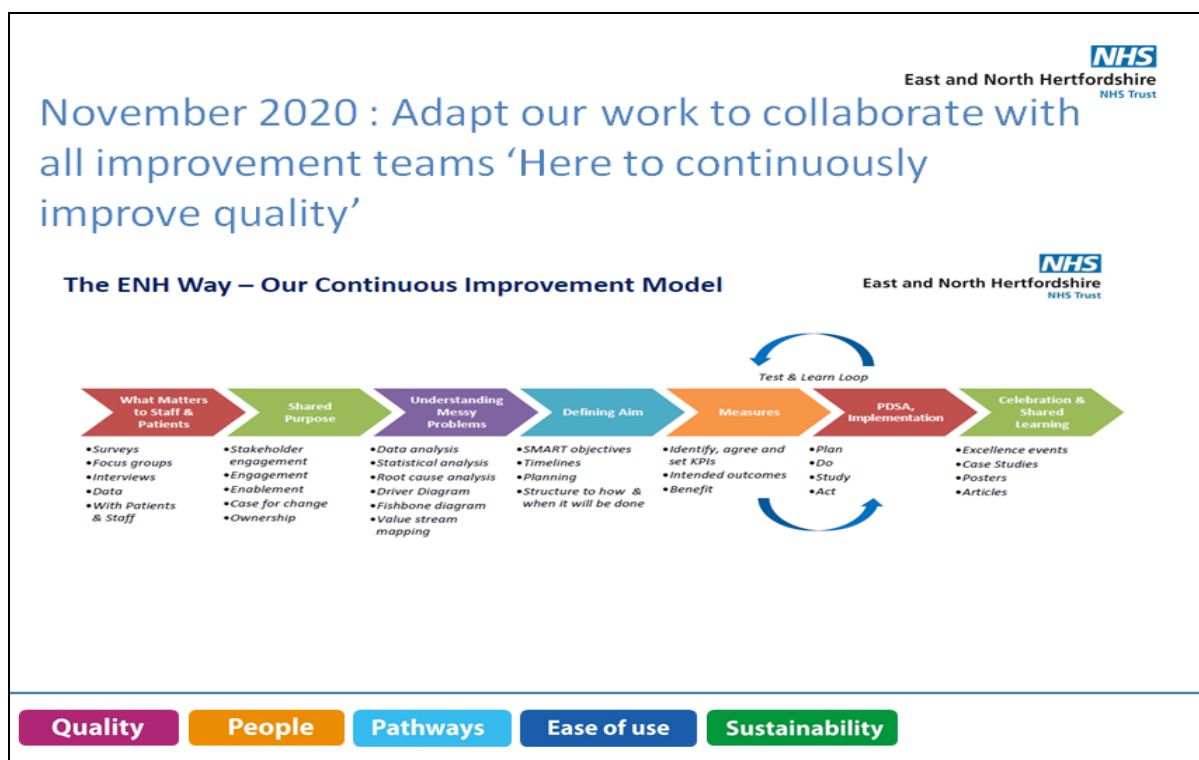 NHS
East and North Hertfordshire
NHS Trust
November 2020 : Adapt our work to collaborate with
all improvement teams ‘Here to continuously
improve quality’
The ENH Way – Our Continuous Improvement Model
NHS
East and North Hertfordshire
NHS Trust
Test & Learn Loop
What Matters
to Staff &
Patients
•Surveys
•Focus groups
•Interviews
•Data
•With Patients
& Staff
Shared
Purpose
•Stakeholder
engagement
•Engagement
•Enablement
•Case for change
•Ownership
Understanding
Messy
Problems
•Data analysis
•Statistical analysis
•Root cause analysis
•Driver Diagram
•Fishbone diagram
•Value stream
mapping
Defining Aim
•SMART objectives
•Timelines
•Planning
•Structure to how &
when it will be done
Measures
•Identify, agree and
set KPIs
•Intended outcomes
•Benefit
PDSA,
Implementation
•Plan
•Do
•Study
•Act
Celebration &
Shared
Learning
•Excellence events
•Case Studies
•Posters
•Articles
Quality
People
Pathways
Ease of use
Sustainability